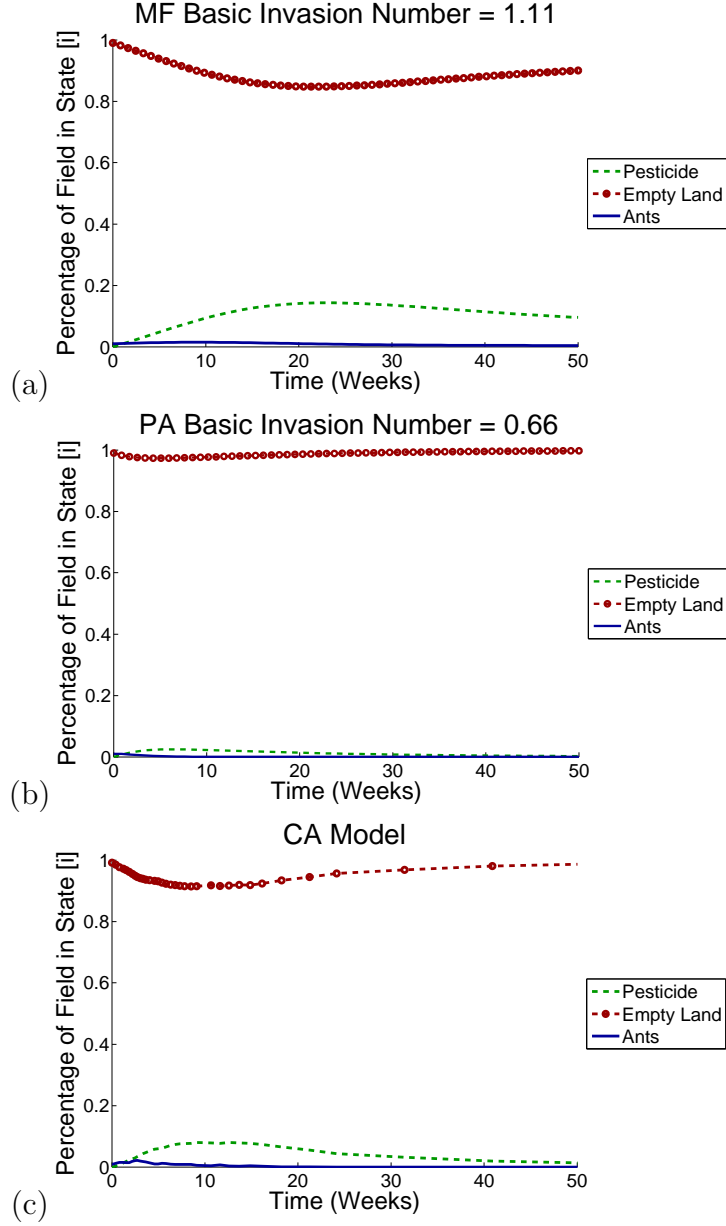 MF Basic Invasion Number = 1.11
Percentage of Field in State [i]
1
0.8
0.6
0.4
0.2
0
0 10 20 30 40 50
Time (Weeks)
Pesticide
Empty Land
Ants
(a)
PA Basic Invasion Number = 0.66
Percentage of Field in State [i]
1
0.8
0.6
0.4
0.2
0
0 10 20 30 40 50
Time (Weeks)
Pesticide
Empty Land
Ants
(b)
CA Model
Percentage of Field in State [i]
1
0.8
0.6
0.4
0.2
0
0 10 20 30 40 50
Time (Weeks)
Pesticide
Empty Land
Ants
(c)